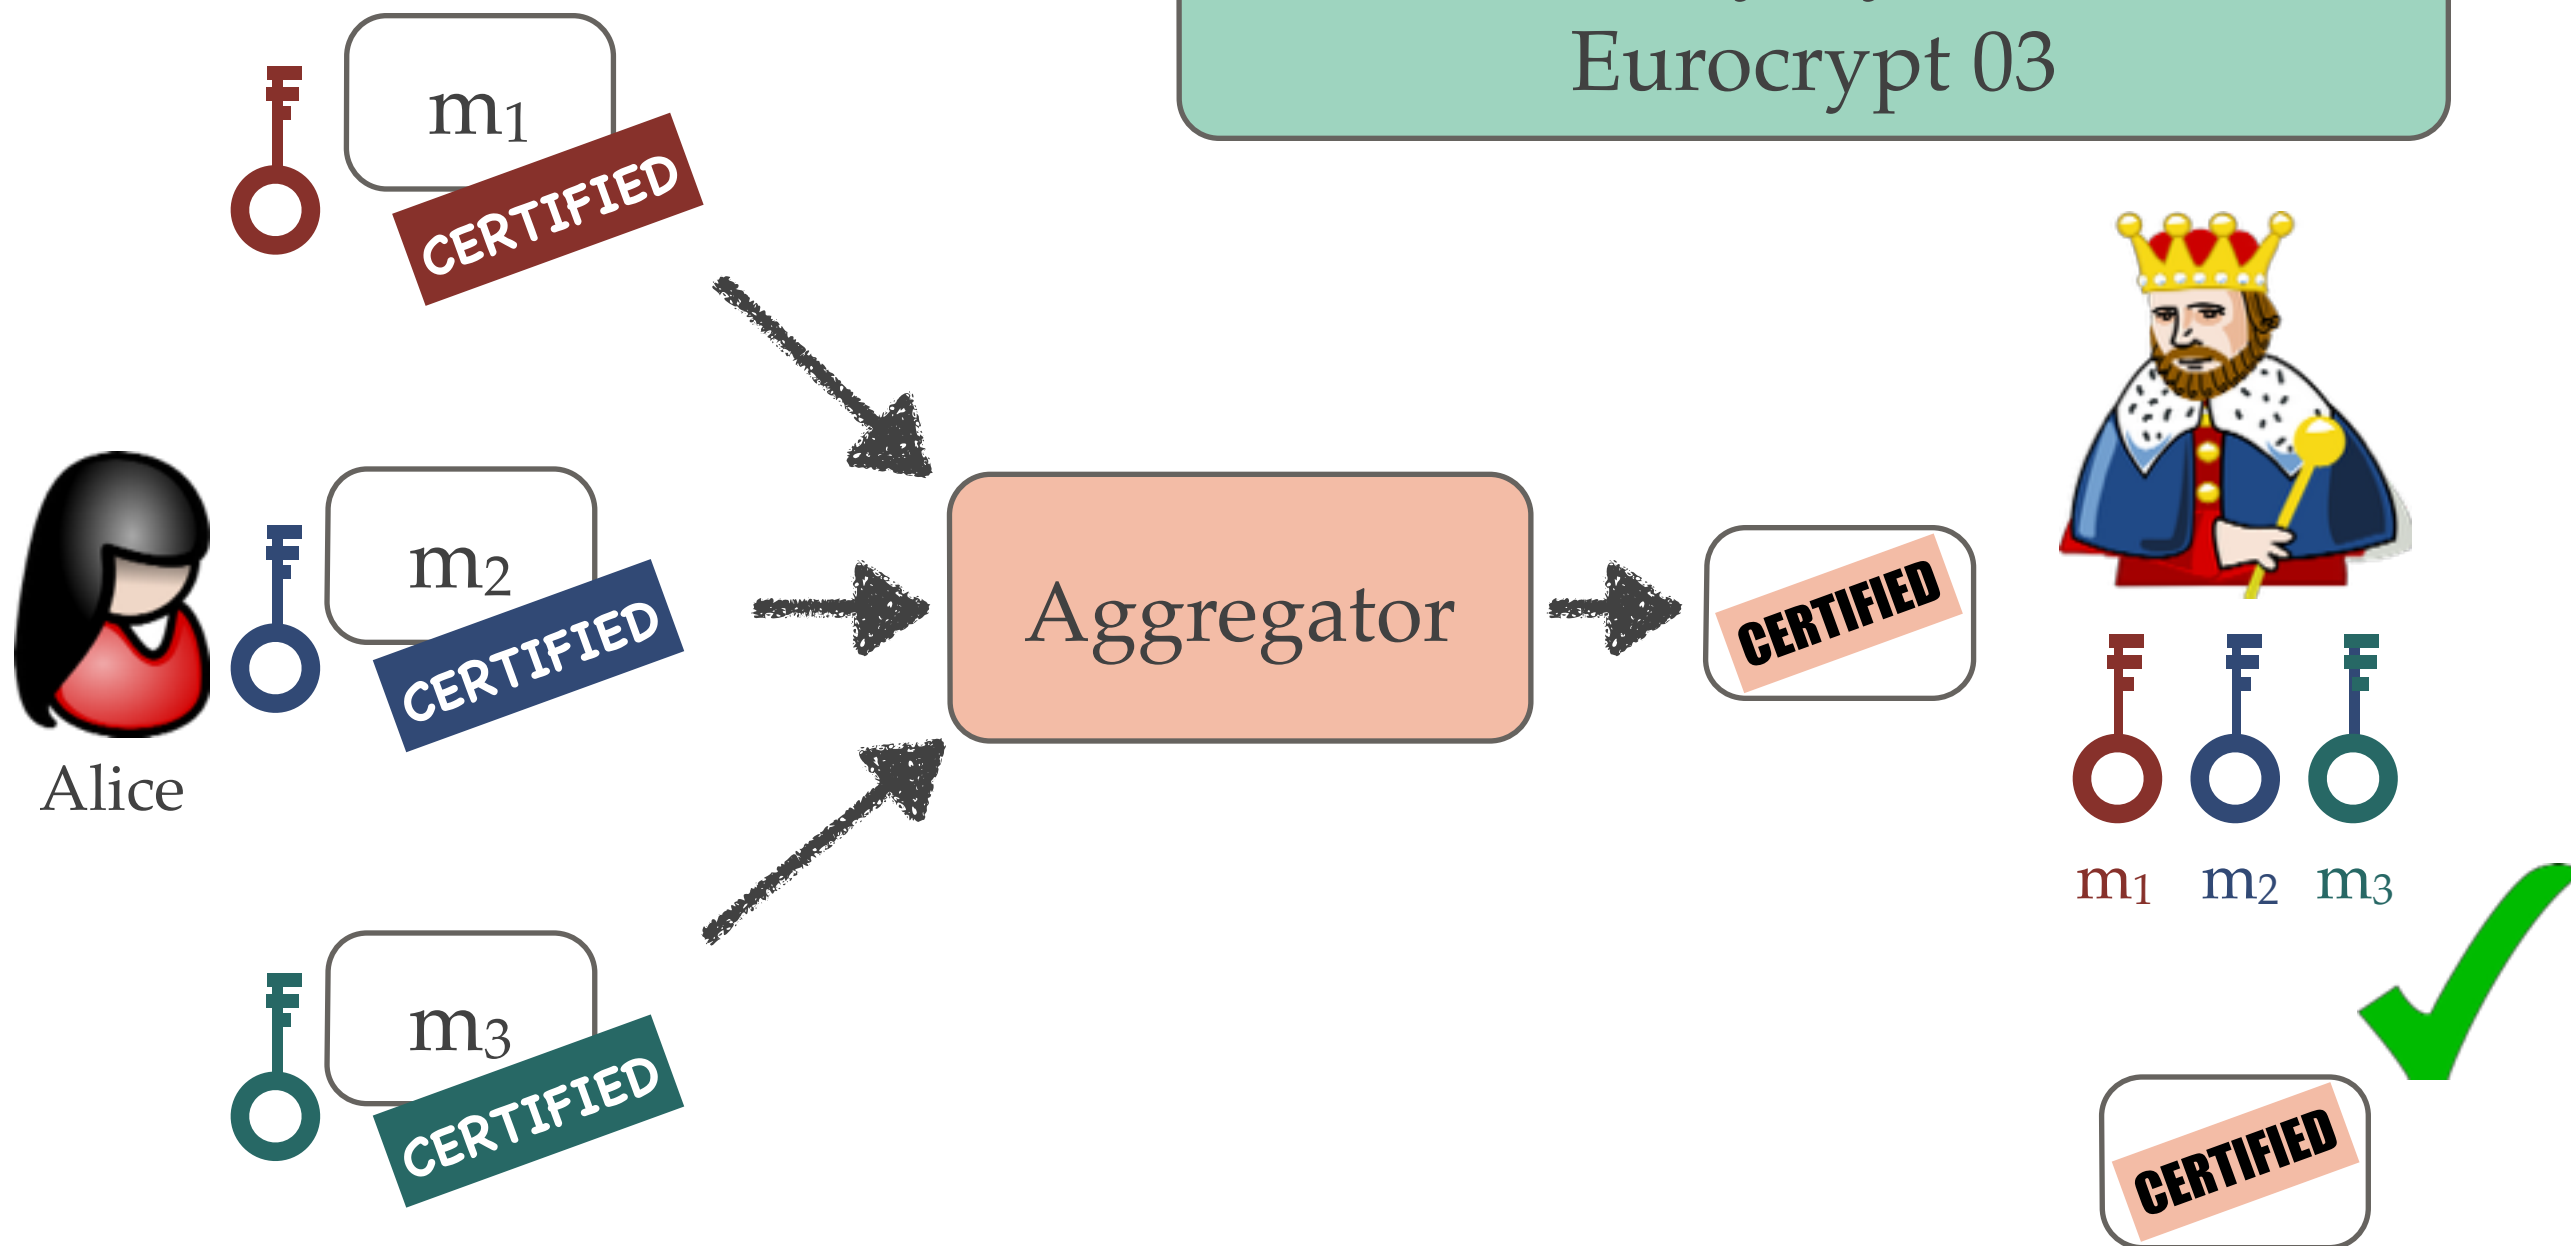 Eurocrypt 03
m₁
CERTIFIED
m₂
CERTIFIED
Alice
m₃
CERTIFIED
Aggregator
CERTIFIED
m₁ m₂ m₃
CERTIFIED